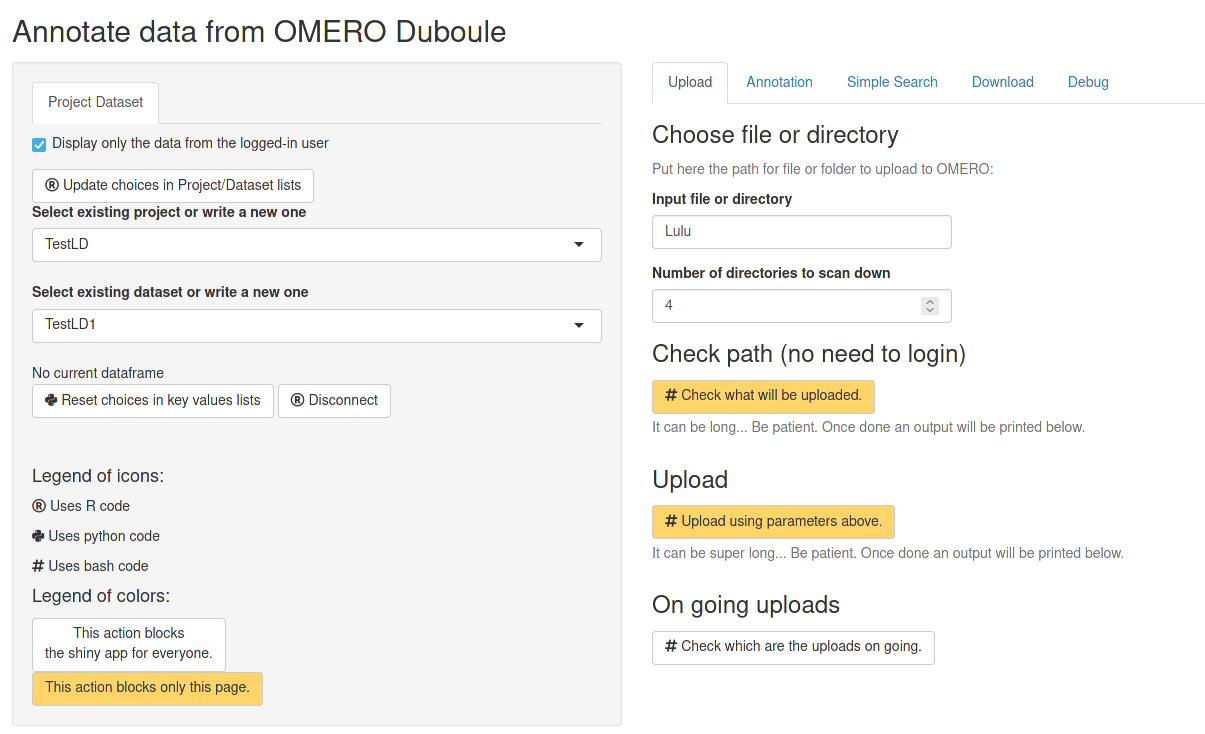 Annotate data from OMERO Duboule
Project Dataset
Display only the data from the logged-in user
® Update choices in Project/Dataset lists
Select existing project or write a new one
TestLD
Select existing dataset or write a new one
TestLD1
No current dataframe
Reset choices in key values lists
® Disconnect
Legend of icons:
® Uses R code
Uses python code
# Uses bash code
Legend of colors:
This action blocks
the shiny app for everyone.
This action blocks only this page.
Upload
Annotation
Simple Search
Download
Debug
Choose file or directory
Put here the path for file or folder to upload to OMERO:
Input file or directory
Lulu
Number of directories to scan down
4
Check path (no need to login)
# Check what will be uploaded.
It can be long... Be patient. Once done an output will be printed below.
Upload
# Upload using parameters above.
It can be super long... Be patient. Once done an output will be printed below.
On going uploads
# Check which are the uploads on going.